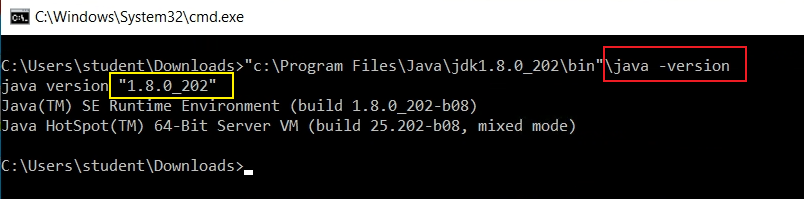 C:\Windows\System32\cmd.exe
C:\Users\student\Downloads>"c:\Program Files\Java\jdk1.8.0_202\bin"\java -version
java version "1.8.0_202"
Java(TM) SE Runtime Environment (build 1.8.0_202-b08)
Java HotSpot(TM) 64-Bit Server VM (build 25.202-b08, mixed mode)
C:\Users\student\Downloads>